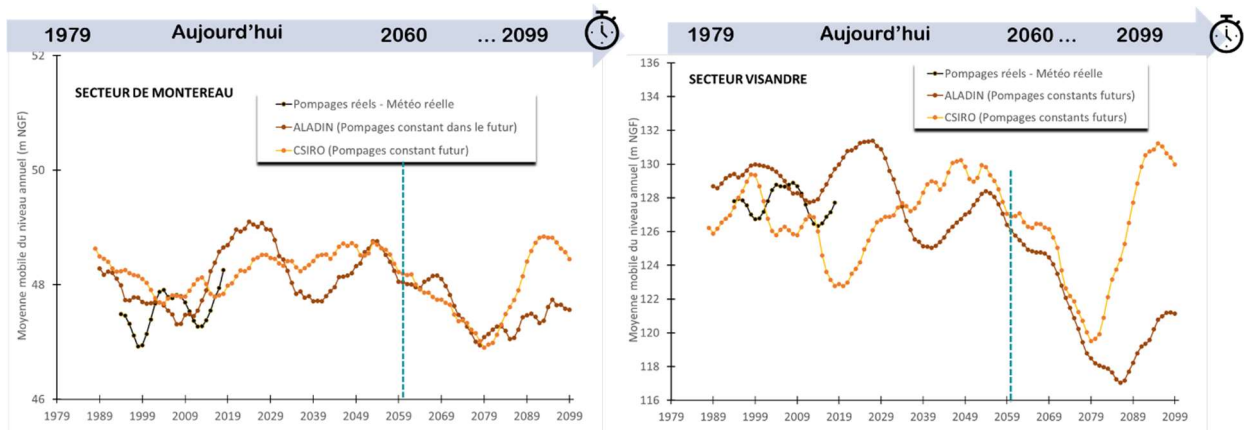 1979 Aujourd'hui 2060 ... 2099
52
50
48
46
Moyenne mobile du niveau annuel (m NGF)
SECTEUR DE MONTEREAU
Pompages réels - Météo réelle
ALADIN (Pompages constant dans le futur)
CSIRO (Pompages constant futur)
1979 1989 1999 2009 2019 2029 2039 2049 2059 2069 2079 2089 2099
1979 Aujourd'hui 2060 ... 2099
136
134
132
130
128
126
124
122
120
118
116
Moyenne mobile du niveau annuel (m NGF)
SECTEUR VISANDRE
Pompages réels - Météo réelle
ALADIN (Pompages constants futurs)
CSIRO (Pompages constants futurs)
1979 1989 1999 2009 2019 2029 2039 2049 2059 2069 2079 2089 2099